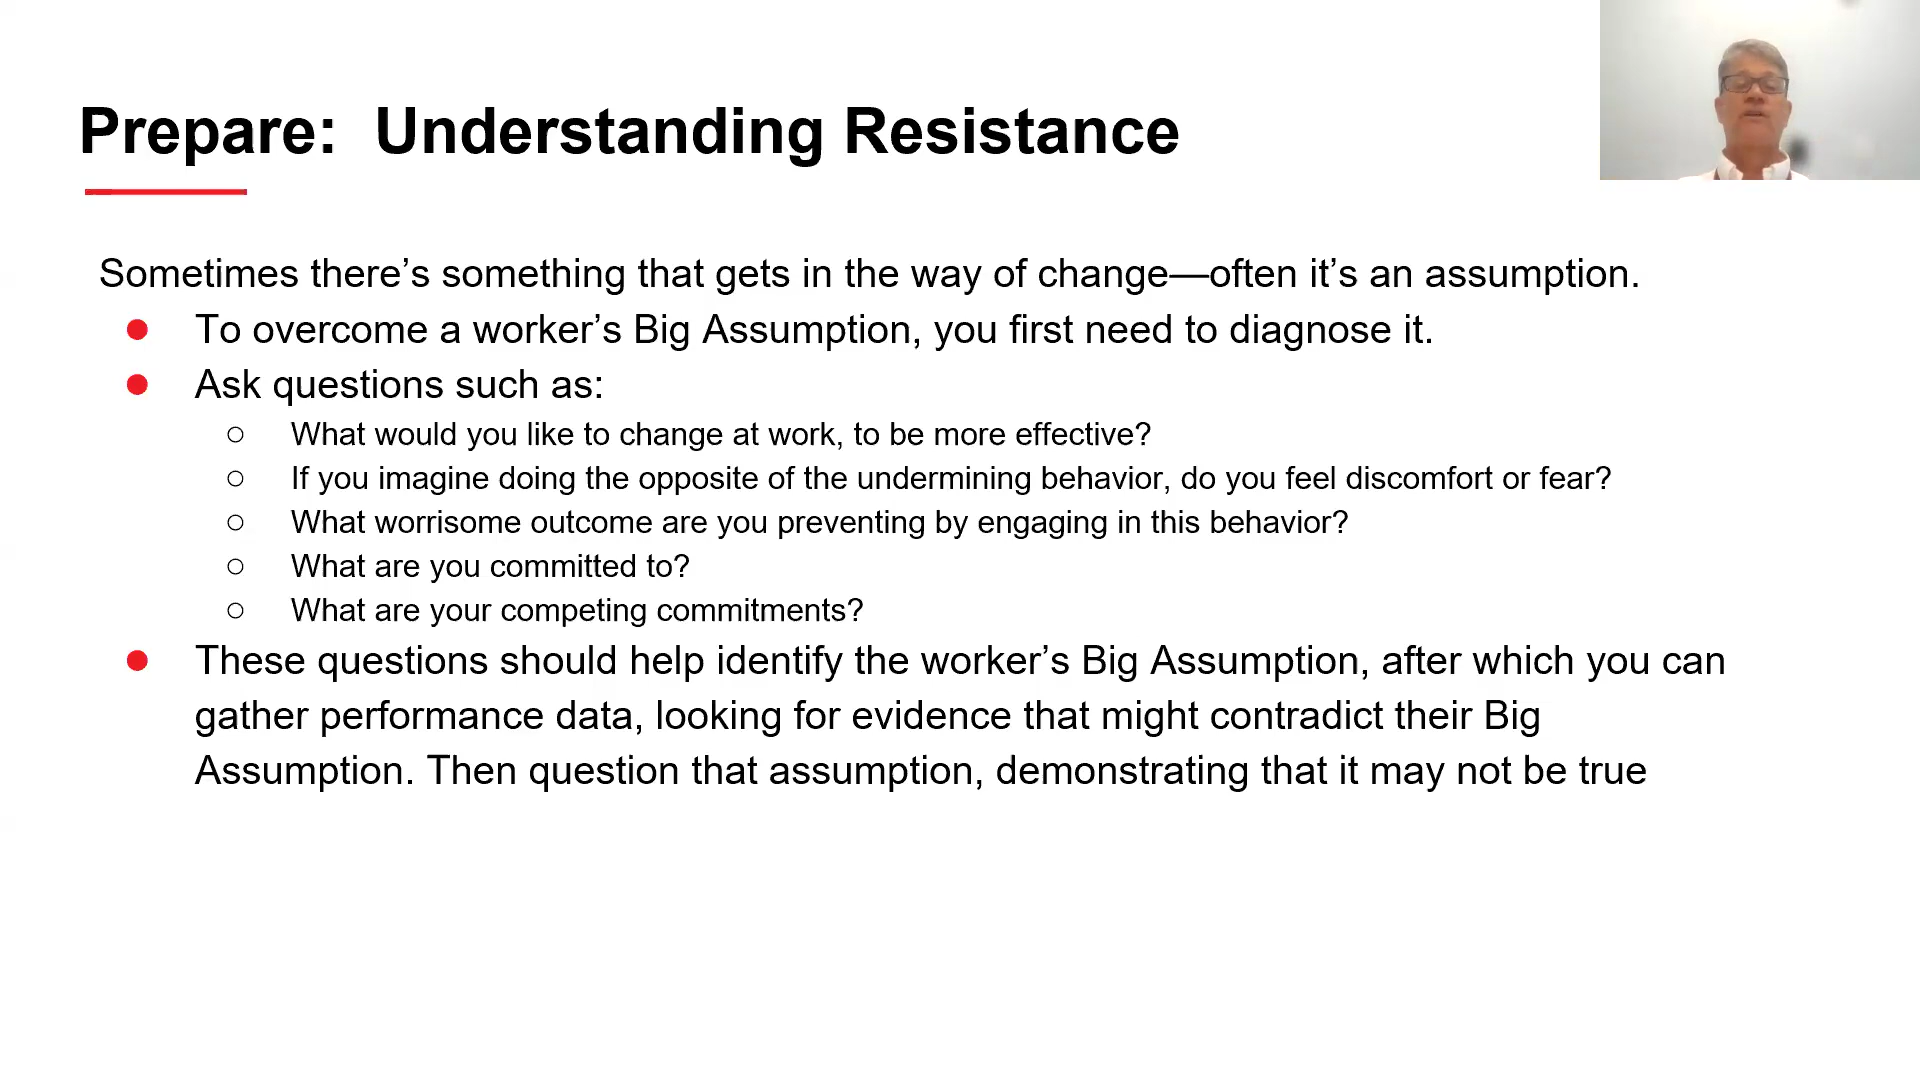 Prepare:  Understanding Resistance
Sometimes there’s something that gets in the way of change—often it’s an assumption.
● To overcome a worker’s Big Assumption, you first need to diagnose it.
● Ask questions such as:
○ What would you like to change at work, to be more effective?
○ If you imagine doing the opposite of the undermining behavior, do you feel discomfort or fear?
○ What worrisome outcome are you preventing by engaging in this behavior?
○ What are you committed to?
○ What are your competing commitments?
● These questions should help identify the worker’s Big Assumption, after which you can
gather performance data, looking for evidence that might contradict their Big
Assumption. Then question that assumption, demonstrating that it may not be true